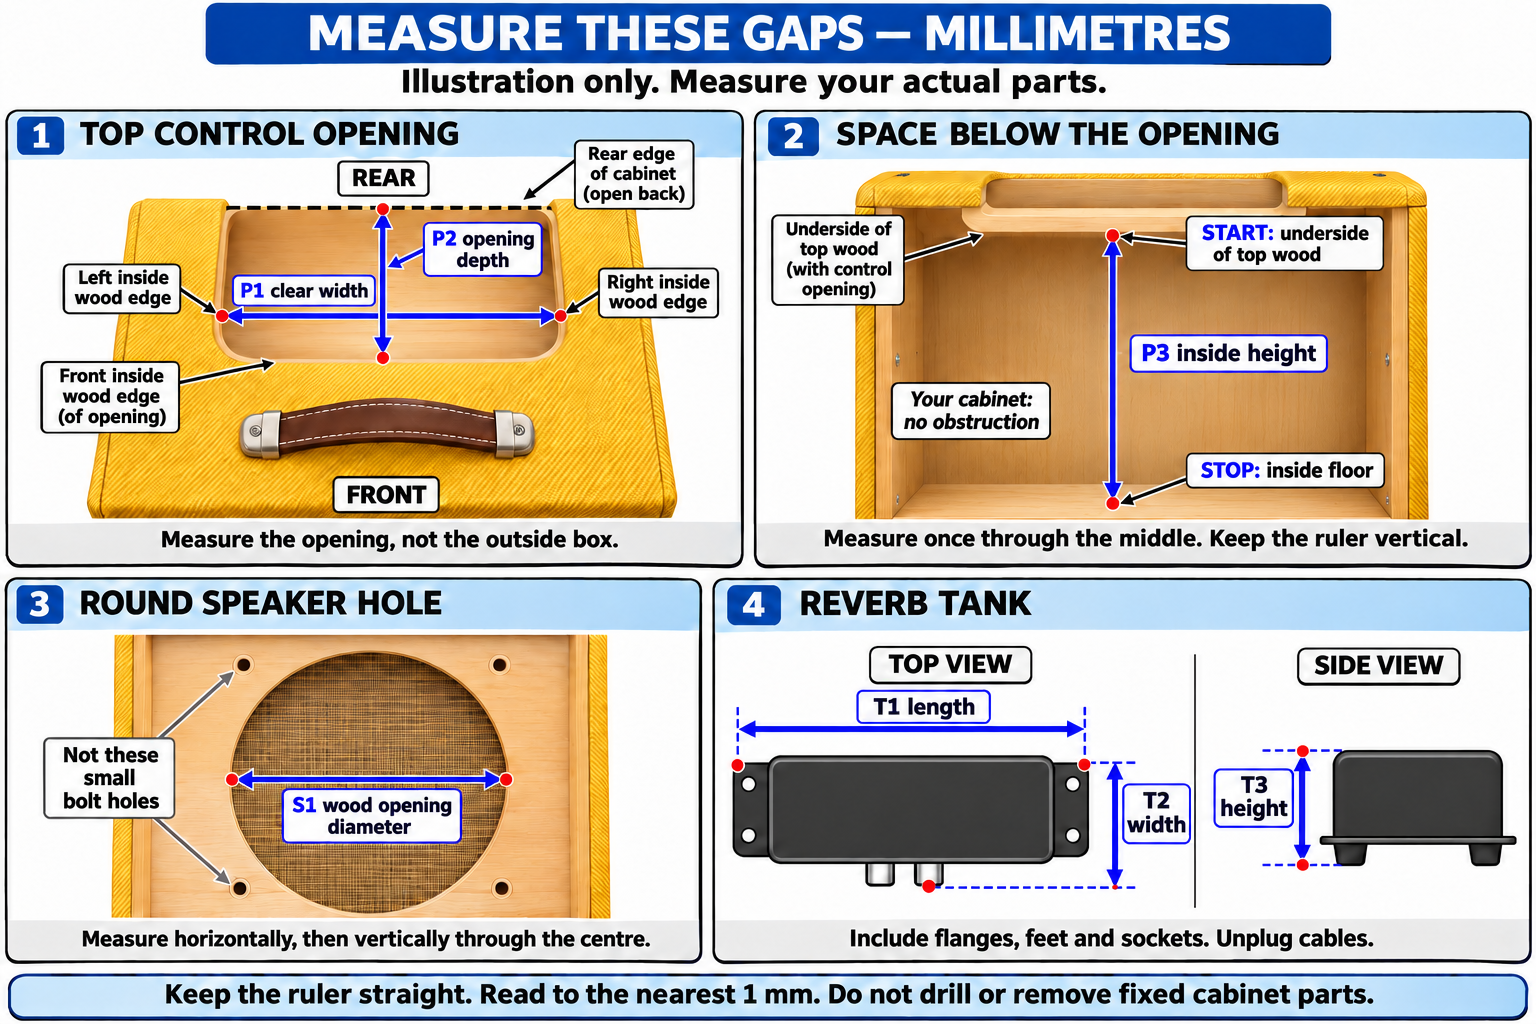 MEASURE THESE GAPS — MILLIMETRES
Illustration only. Measure your actual parts.
1 TOP CONTROL OPENING
REAR
Rear edge
of cabinet
(open back)
P2 opening
depth
Left inside
wood edge
P1 clear width
Right inside
wood edge
Front inside
wood edge
(of opening)
FRONT
Measure the opening, not the outside box.
2 SPACE BELOW THE OPENING
Underside of
top wood
(with control
opening)
START: underside
of top wood
P3 inside height
Your cabinet:
no obstruction
STOP: inside floor
Measure once through the middle. Keep the ruler vertical.
3 ROUND SPEAKER HOLE
Not these
small
bolt holes
S1 wood opening
diameter
Measure horizontally, then vertically through the centre.
4 REVERB TANK
TOP VIEW
T1 length
T2
width
SIDE VIEW
T3
height
Include flanges, feet and sockets. Unplug cables.
Keep the ruler straight. Read to the nearest 1 mm. Do not drill or remove fixed cabinet parts.